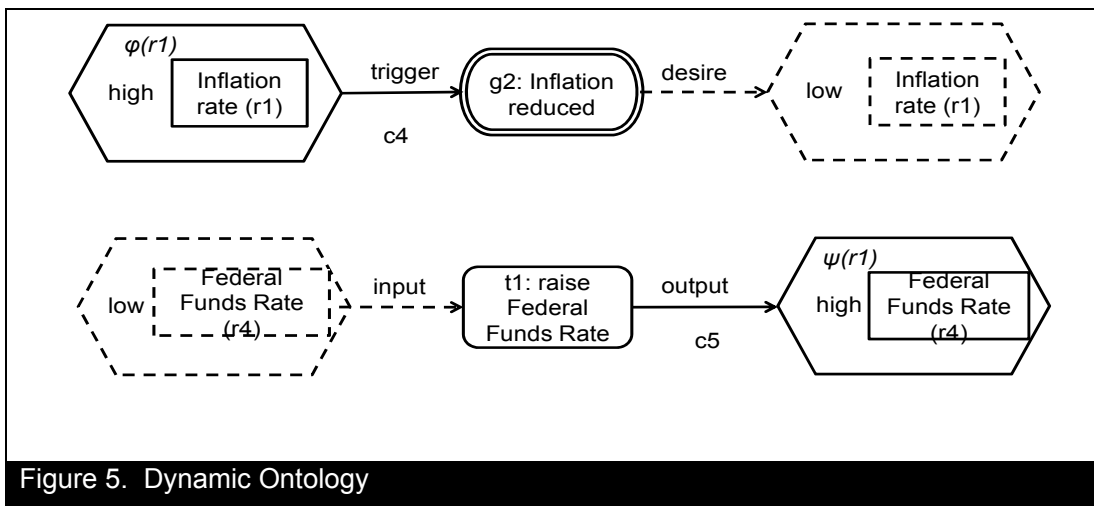 φ(r1)
high
Inflation
rate (r1)
trigger
c4
g2: Inflation
reduced
desire
low
Inflation
rate (r1)
low
Federal
Funds Rate
(r4)
input
t1: raise
Federal
Funds Rate
output
c5
ψ(r1)
high
Federal
Funds Rate
(r4)
Figure 5. Dynamic Ontology